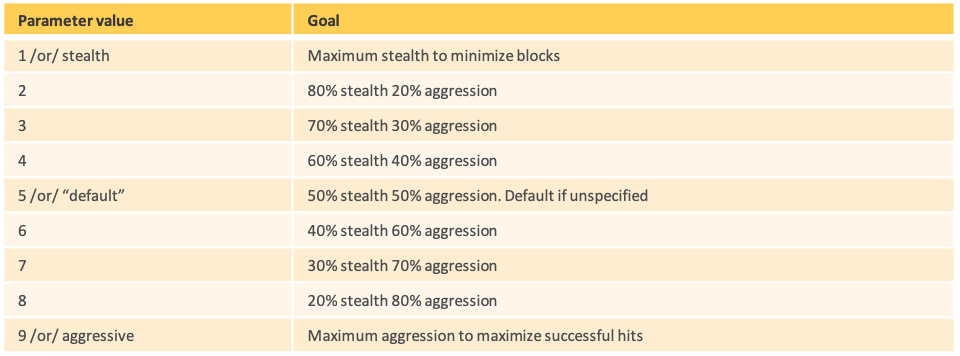 Parameter value Goal
1 /or/ stealth Maximum stealth to minimize blocks
2 80% stealth 20% aggression
3 70% stealth 30% aggression
4 60% stealth 40% aggression
5 /or/ “default” 50% stealth 50% aggression. Default if unspecified
6 40% stealth 60% aggression
7 30% stealth 70% aggression
8 20% stealth 80% aggression
9 /or/ aggressive Maximum aggression to maximize successful hits